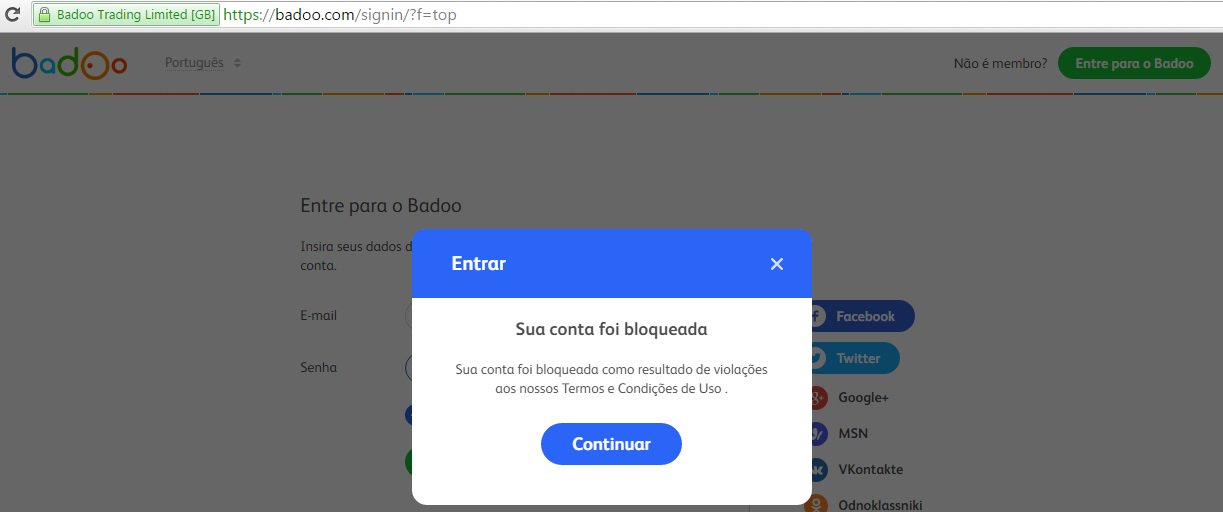 Badoo Trading Limited [GB] https://badoo.com/signin/?f=top
badoo Português Não é membro? Entre para o Badoo
Entre para o Badoo
Insira seus dados d
conta.
E-mail
Senha
Entrar
Sua conta foi bloqueada
Sua conta foi bloqueada como resultado de violações
aos nossos Termos e Condições de Uso .
Continuar
Facebook
Twitter
Google+
MSN
VKontakte
Odnoklassniki